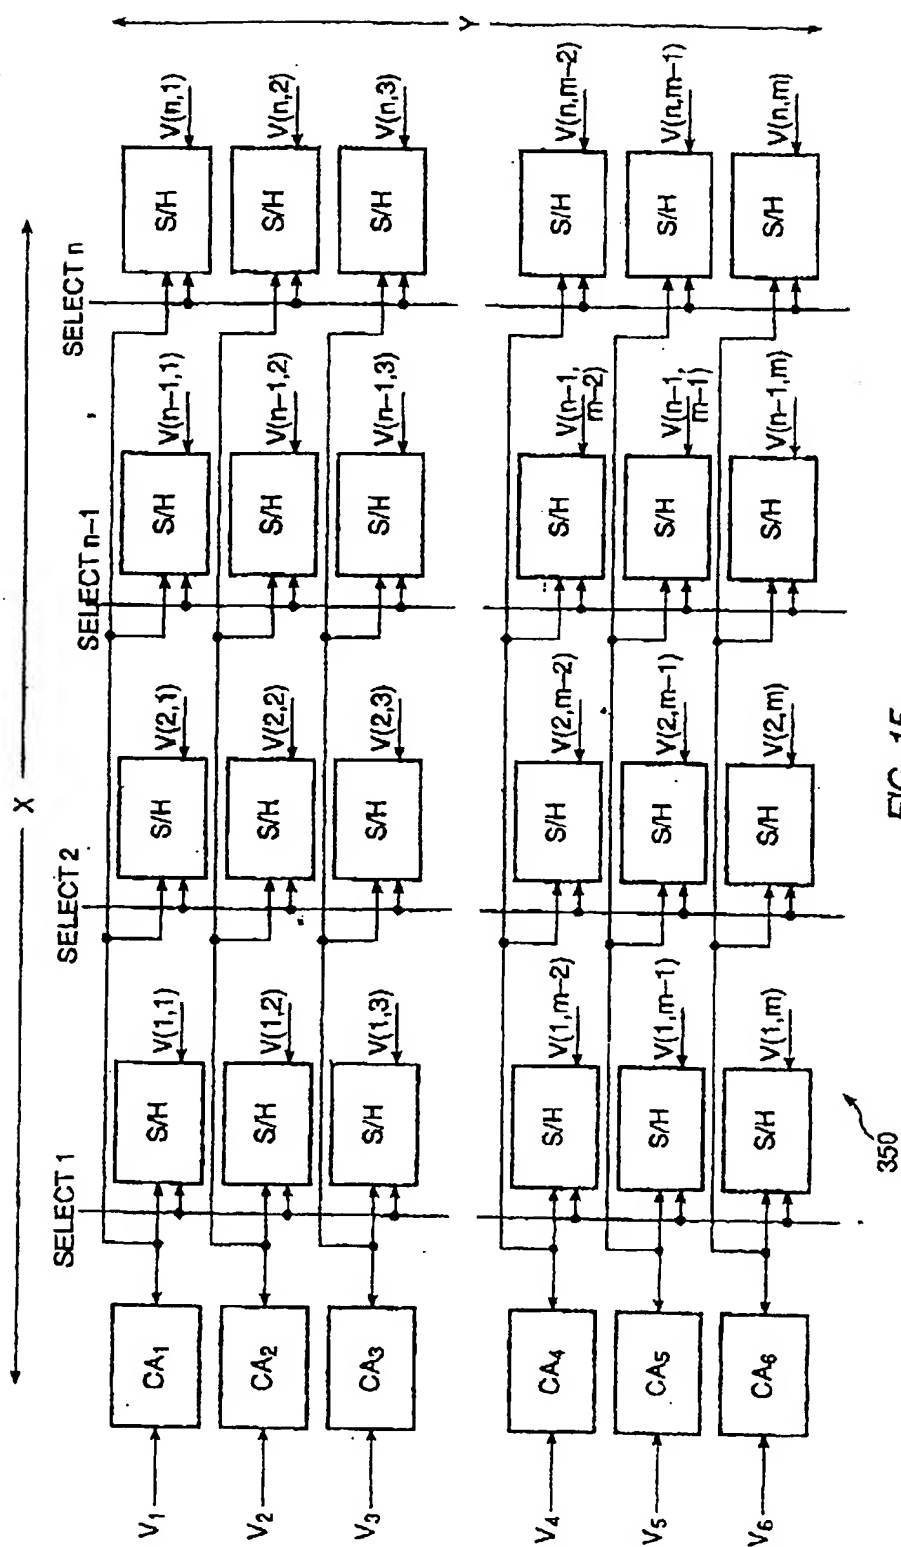 X
Y
SELECT 1
SELECT 2
SELECT n-1
SELECT n
V1
CA1
S/H
V(1,1)
S/H
V(2,1)
S/H
V(n-1,1)
S/H
V(n,1)
V2
CA2
S/H
V(1,2)
S/H
V(2,2)
S/H
V(n-1,2)
S/H
V(n,2)
V3
CA3
S/H
V(1,3)
S/H
V(2,3)
S/H
V(n-1,3)
S/H
V(n,3)
V4
CA4
S/H
V(1,m-2)
S/H
V(2,m-2)
S/H
V(n-1,
m-2)
S/H
V(n,m-2)
V5
CA5
S/H
V(1,m-1)
S/H
V(2,m-1)
S/H
V(n-1,
m-1)
S/H
V(n,m-1)
V6
CA6
S/H
V(1,m)
S/H
V(2,m)
S/H
V(n-1,m)
S/H
V(n,m)
350